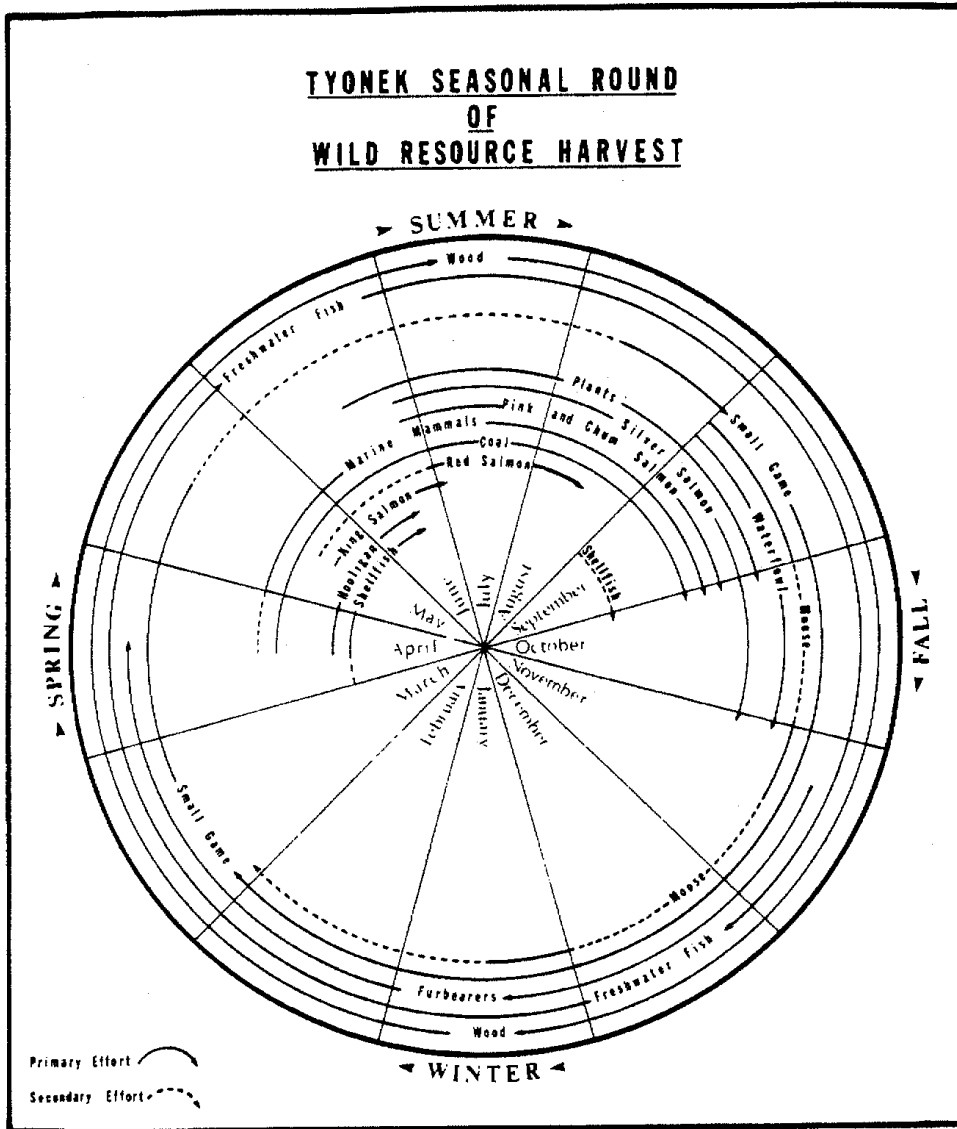 TYONEK SEASONAL ROUND
OF
WILD RESOURCE HARVEST
SUMMER
Wood
Freshwater Fish
Plants
Silver Salmon
Pink and Chum Salmon
Small Game
Marine Mammals
Coal
Red Salmon
King Salmon
Hooligan
Shellfish
Shellfish
Waterfowl
Moose
SPRING
FALL
June
July
August
May
September
April
October
March
November
February
January
December
Small Game
Moose
Freshwater Fish
Furbearers
Wood
WINTER
Primary Effort
Secondary Effort